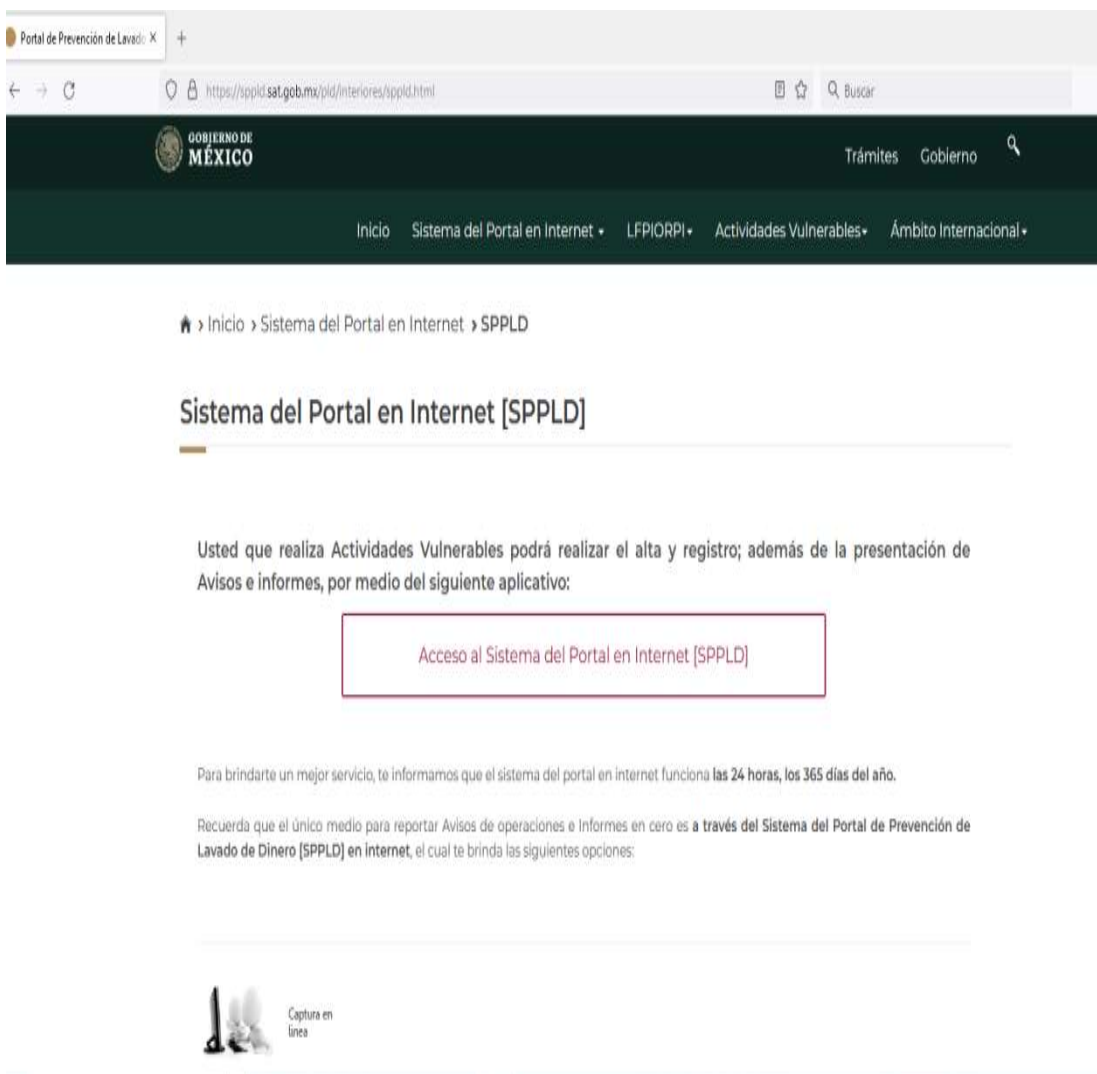 Portal de Prevención de Lavado
https://sppld.sat.gob.mx/pld/interiores/sppld.html
Buscar
GOBIERNO DE
MÉXICO
Trámites Gobierno
Inicio Sistema del Portal en Internet LFPIORPI Actividades Vulnerables Ámbito Internacional
› Inicio › Sistema del Portal en Internet › SPPLD
Sistema del Portal en Internet [SPPLD]
Usted que realiza Actividades Vulnerables podrá realizar el alta y registro; además de la presentación de
Avisos e informes, por medio del siguiente aplicativo:
Acceso al Sistema del Portal en Internet [SPPLD]
Para brindarte un mejor servicio, te informamos que el sistema del portal en internet funciona las 24 horas, los 365 días del año.
Recuerda que el único medio para reportar Avisos de operaciones e Informes en cero es a través del Sistema del Portal de Prevención de
Lavado de Dinero [SPPLD] en internet, el cual te brinda las siguientes opciones:
Captura en
línea